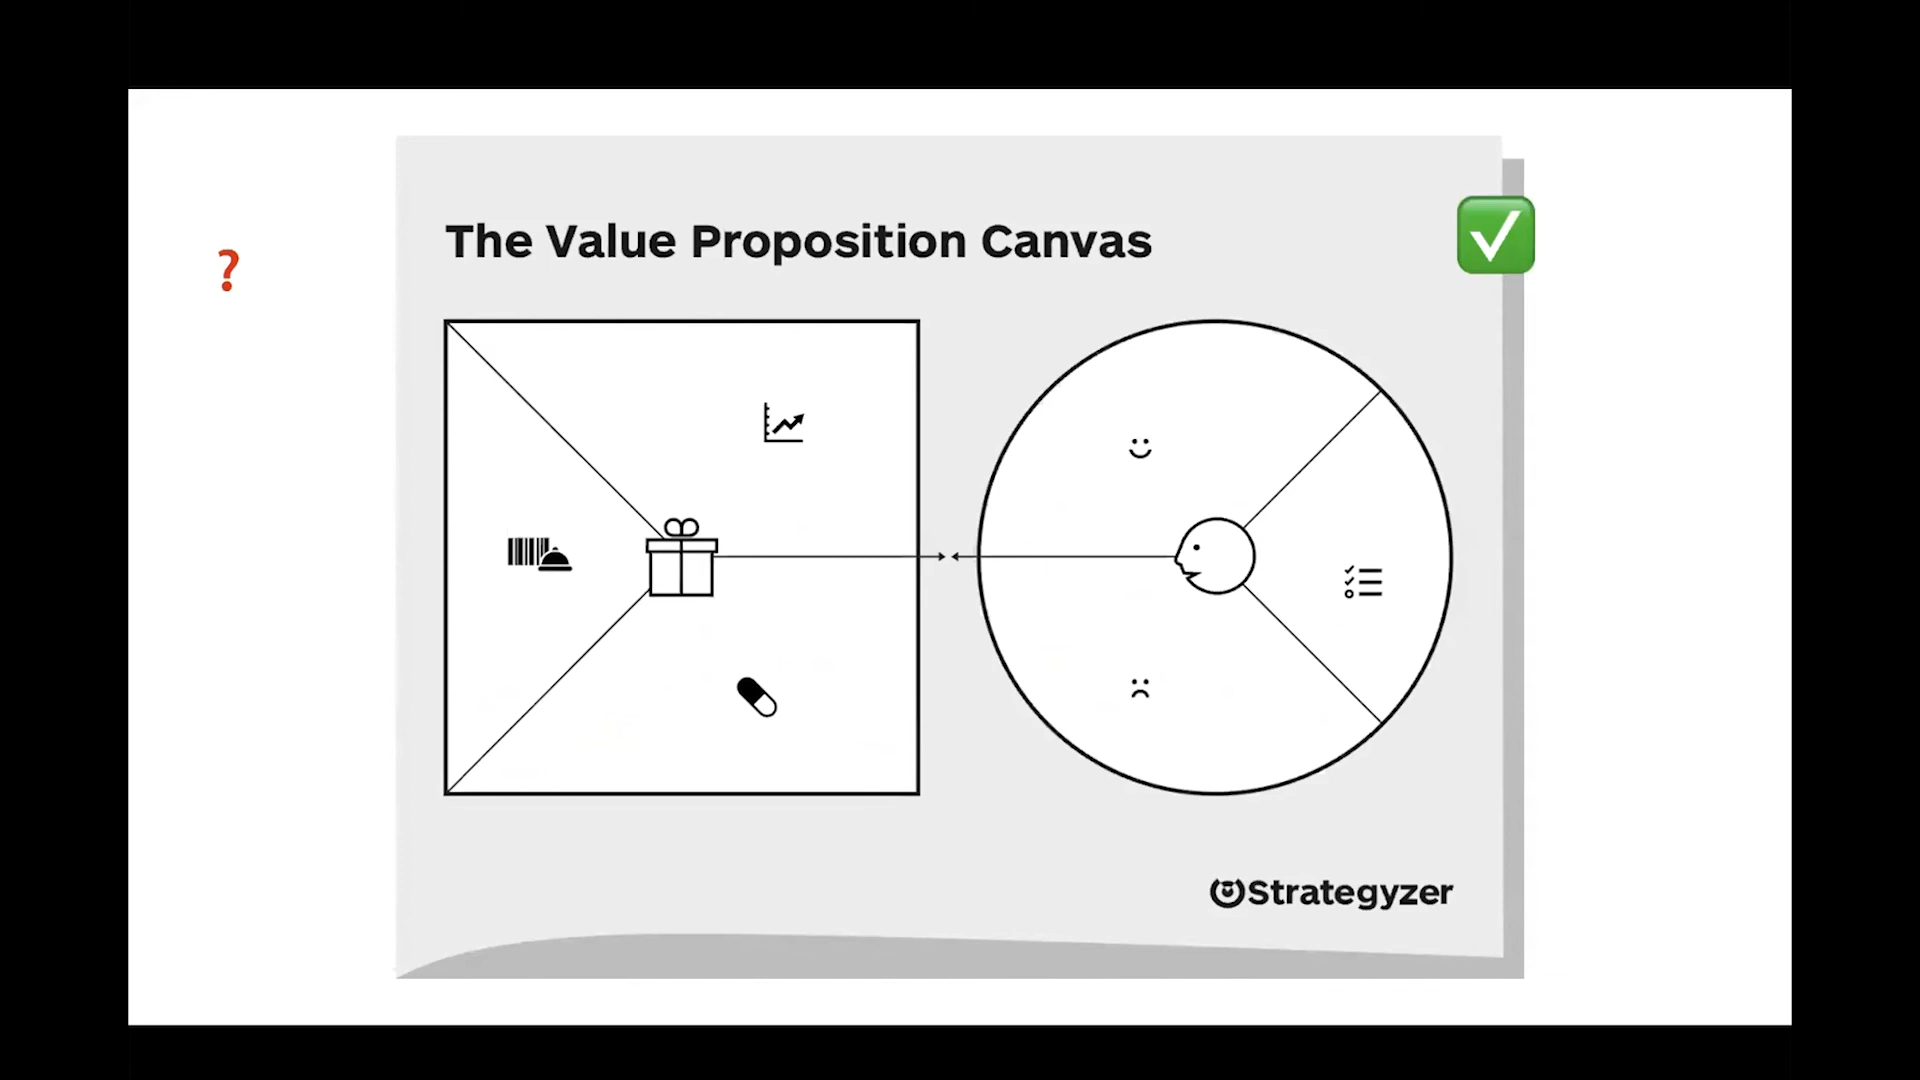 The Value Proposition Canvas
❓
Strategyzer